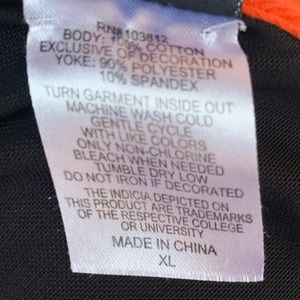 RN# 103812
BODY: 100% COTTON
EXCLUSIVE OF DECORATION
YOKE: 90% POLYESTER
10% SPANDEX
TURN GARMENT INSIDE OUT
MACHINE WASH COLD
GENTLE CYCLE
WITH LIKE COLORS
ONLY NON-CHLORINE
BLEACH WHEN NEEDED
TUMBLE DRY LOW
DO NOT IRON IF DECORATED
THE INDICIA DEPICTED ON
THIS PRODUCT ARE TRADEMARKS
OF THE RESPECTIVE COLLEGE
OR UNIVERSITY
MADE IN CHINA
XL